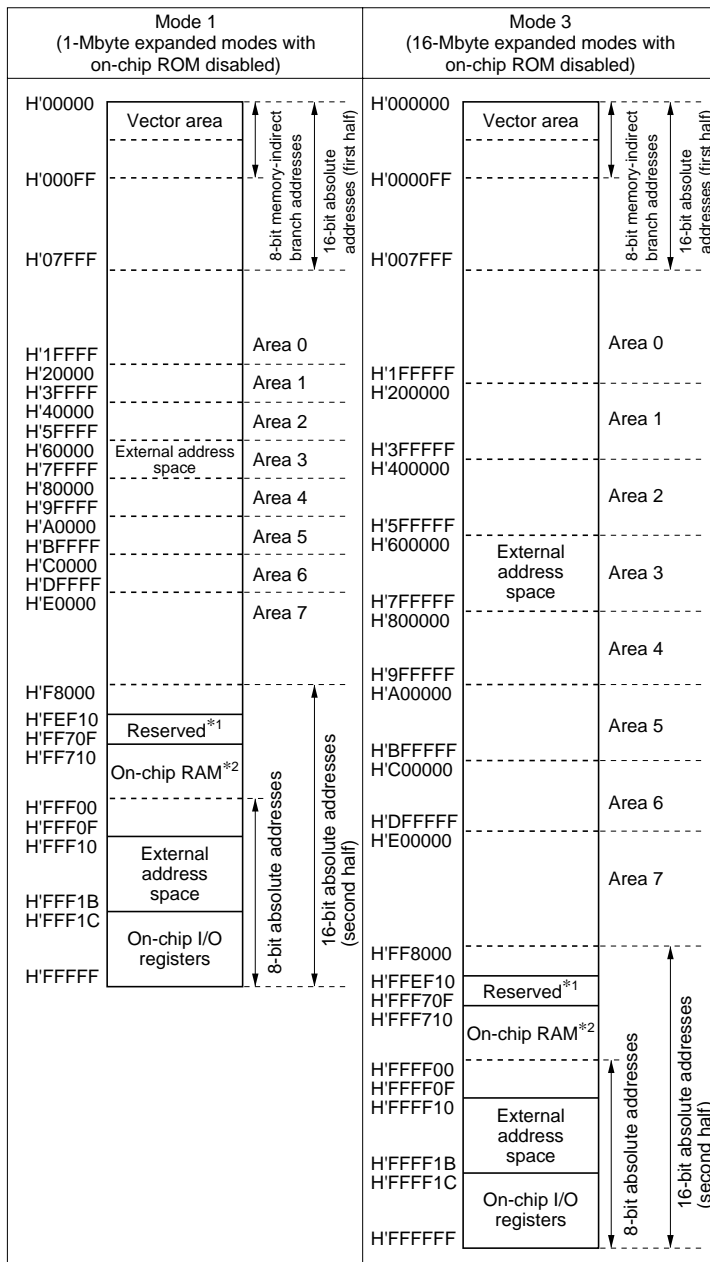 Mode 1
(1-Mbyte expanded modes with
on-chip ROM disabled)
H'00000
Vector area
H'000FF
H'07FFF
8-bit memory-indirect
branch addresses
16-bit absolute
addresses (first half)
H'1FFFF
Area 0
H'20000
Area 1
H'3FFFF
H'40000
Area 2
H'5FFFF
H'60000
External address
space
Area 3
H'7FFFF
H'80000
Area 4
H'9FFFF
H'A0000
Area 5
H'BFFFF
H'C0000
Area 6
H'DFFFF
H'E0000
Area 7
H'F8000
H'FEF10
Reserved*1
H'FF70F
H'FF710
On-chip RAM*2
H'FFF00
H'FFF0F
H'FFF10
External
address
space
H'FFF1B
H'FFF1C
On-chip I/O
registers
H'FFFFF
8-bit absolute addresses
16-bit absolute addresses
(second half)
Mode 3
(16-Mbyte expanded modes with
on-chip ROM disabled)
H'000000
Vector area
H'0000FF
H'007FFF
8-bit memory-indirect
branch addresses
16-bit absolute
addresses (first half)
Area 0
H'1FFFFF
H'200000
Area 1
H'3FFFFF
H'400000
Area 2
H'5FFFFF
H'600000
External
address
space
Area 3
H'7FFFFF
H'800000
Area 4
H'9FFFFF
H'A00000
Area 5
H'BFFFFF
H'C00000
Area 6
H'DFFFFF
H'E00000
Area 7
H'FF8000
H'FFEF10
Reserved*1
H'FFF70F
H'FFF710
On-chip RAM*2
H'FFFF00
H'FFFF0F
H'FFFF10
External
address
space
H'FFFF1B
H'FFFF1C
On-chip I/O
registers
H'FFFFFF
8-bit absolute addresses
16-bit absolute addresses
(second half)